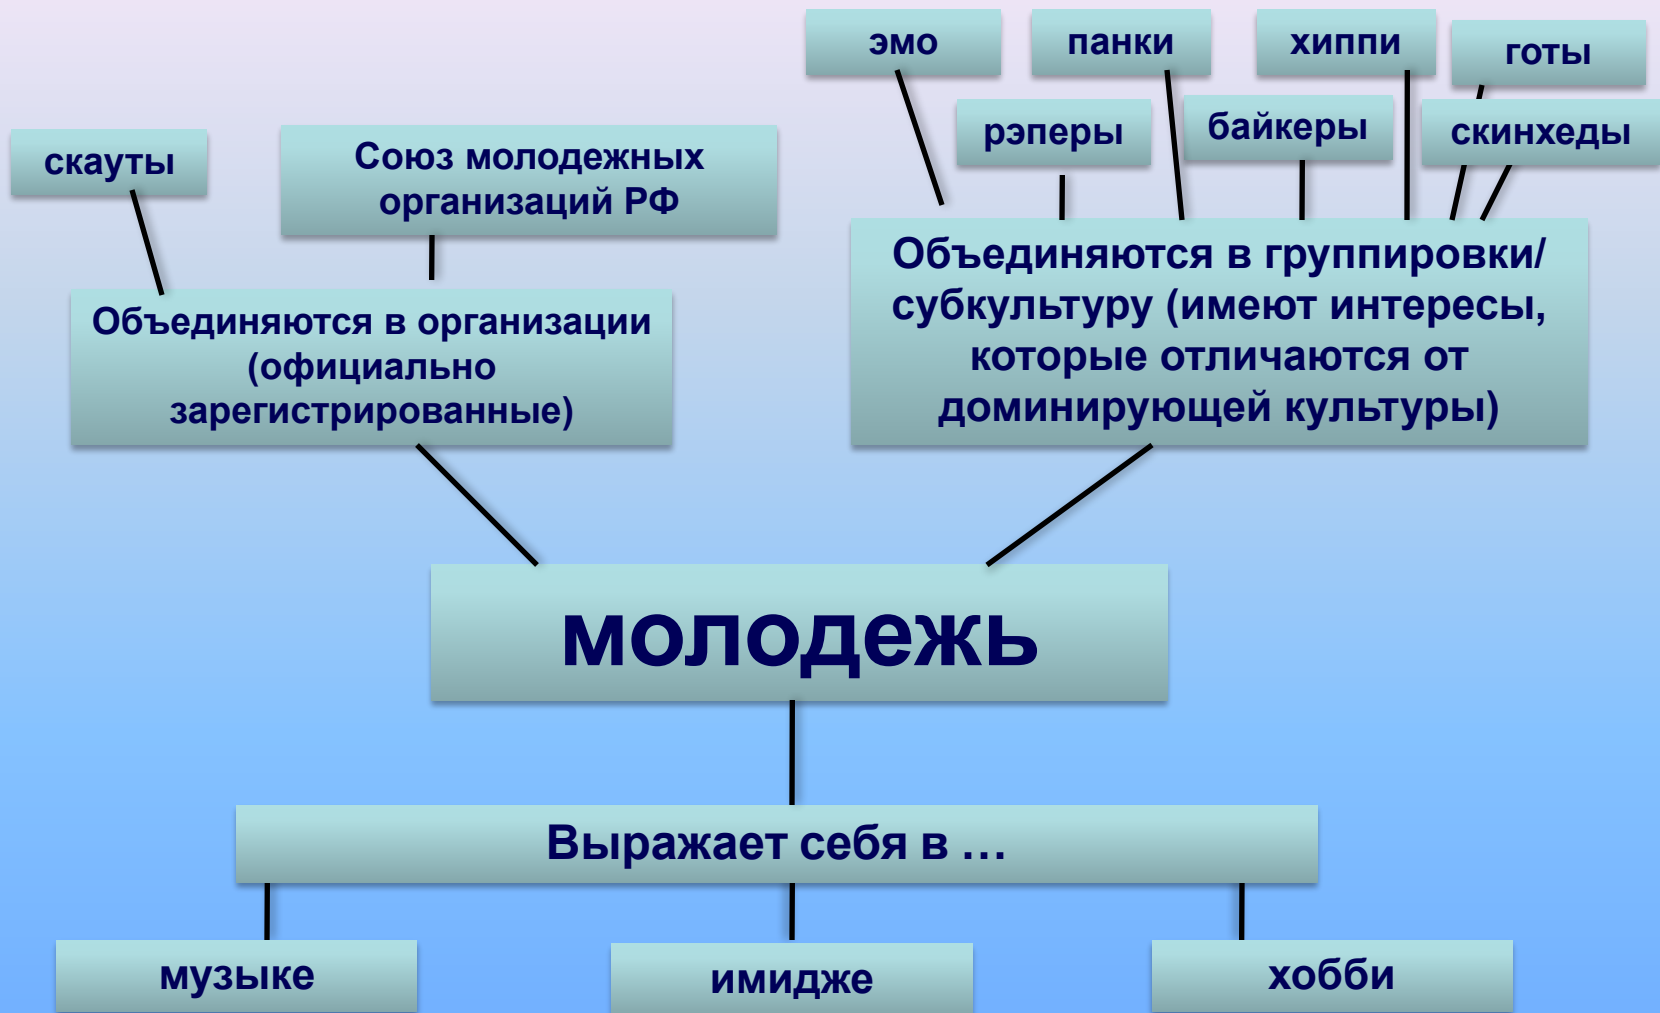 эмо
панки
хиппи
готы
рэперы
байкеры
скинхеды
скауты
Союз молодежных
организаций РФ
Объединяются в группировки/
субкультуру (имеют интересы,
которые отличаются от
доминирующей культуры)
Объединяются в организации
(официально
зарегистрированные)
молодежь
Выражает себя в …
музыке
имидже
хобби